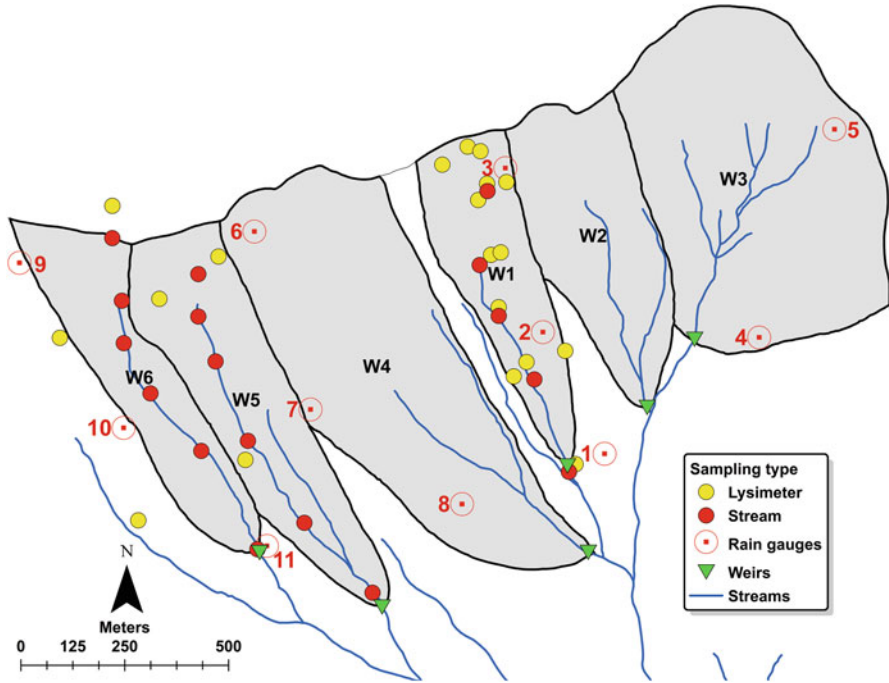 5
3
W3
6
W2
9
W1
2
4
W4
W6
W5
7
10
1
8
11
Sampling type
Lysimeter
Stream
Rain gauges
Weirs
Streams
N
Meters
0 125 250 500